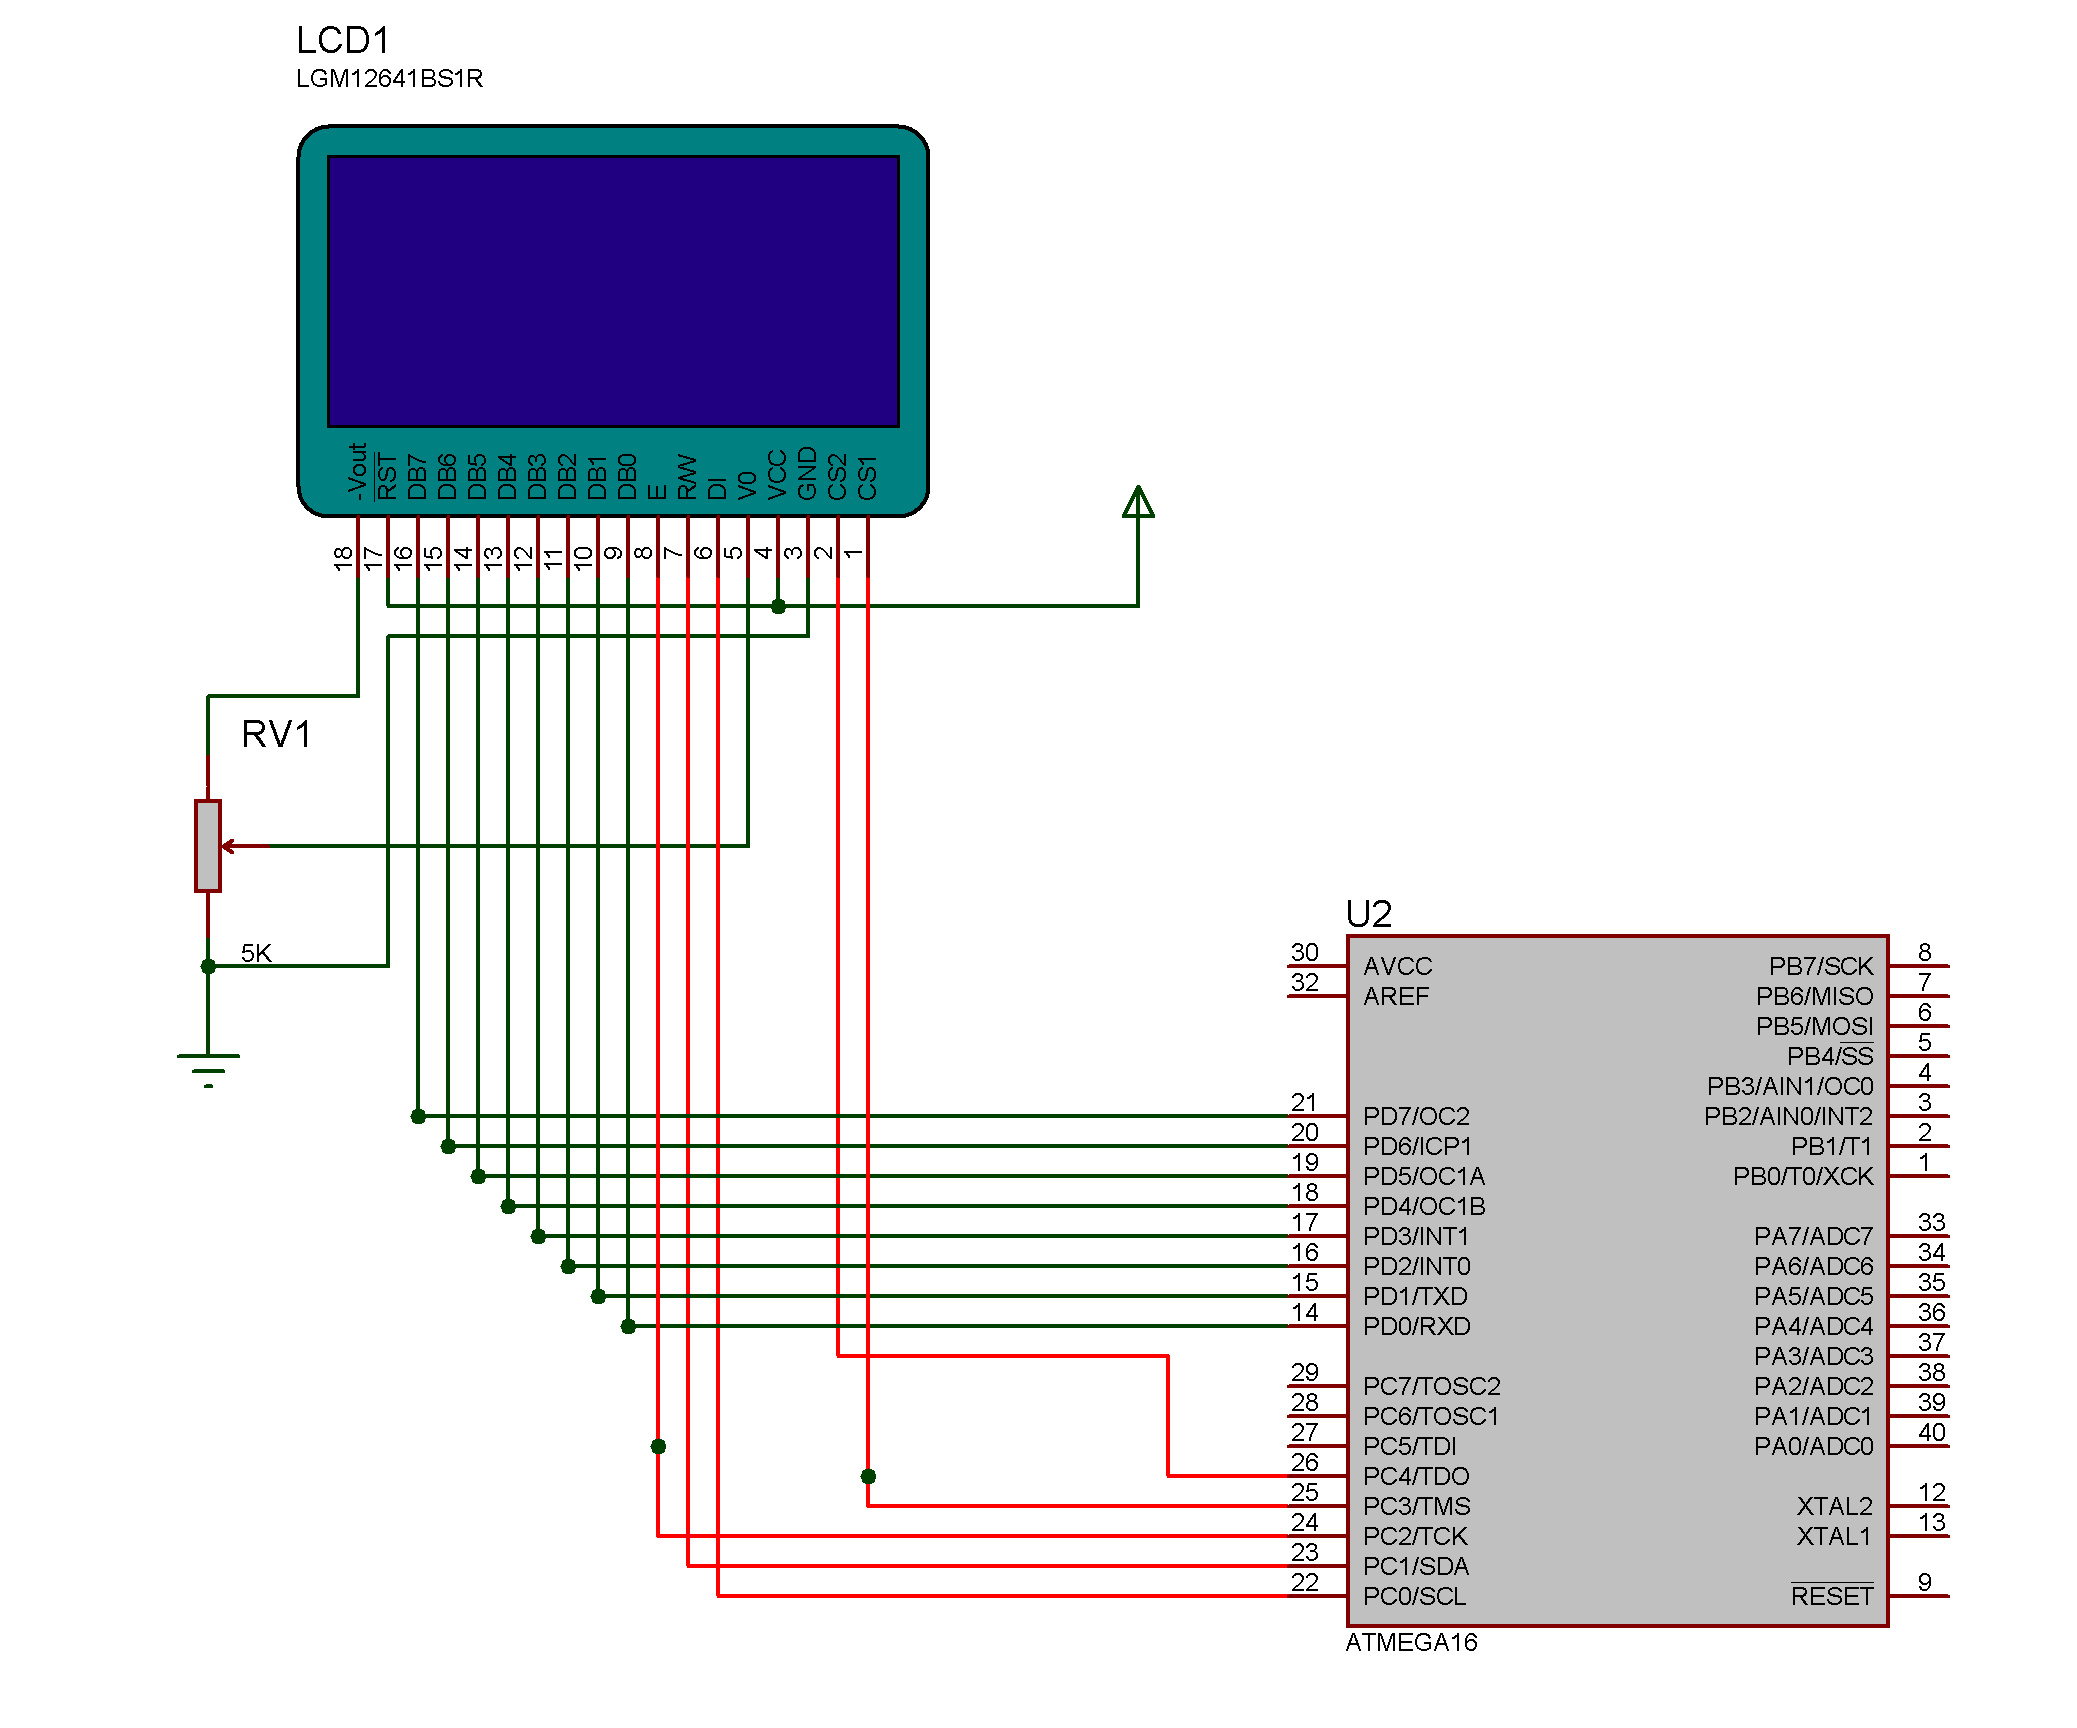 LCD1
LGM12641BS1R
-Vout
RST
DB7
DB6
DB5
DB4
DB3
DB2
DB1
DB0
E
R/W
DI
V0
VCC
GND
CS2
CS1
18
17
16
15
14
13
12
11
10
9
8
7
6
5
4
3
2
1
RV1
5K
U2
30 AVCC
32 AREF
21 PD7/OC2
20 PD6/ICP1
19 PD5/OC1A
18 PD4/OC1B
17 PD3/INT1
16 PD2/INT0
15 PD1/TXD
14 PD0/RXD
29 PC7/TOSC2
28 PC6/TOSC1
27 PC5/TDI
26 PC4/TDO
25 PC3/TMS
24 PC2/TCK
23 PC1/SDA
22 PC0/SCL
PB7/SCK 8
PB6/MISO 7
PB5/MOSI 6
PB4/SS 5
PB3/AIN1/OC0 4
PB2/AIN0/INT2 3
PB1/T1 2
PB0/T0/XCK 1
PA7/ADC7 33
PA6/ADC6 34
PA5/ADC5 35
PA4/ADC4 36
PA3/ADC3 37
PA2/ADC2 38
PA1/ADC1 39
PA0/ADC0 40
XTAL2 12
XTAL1 13
RESET 9
ATMEGA16